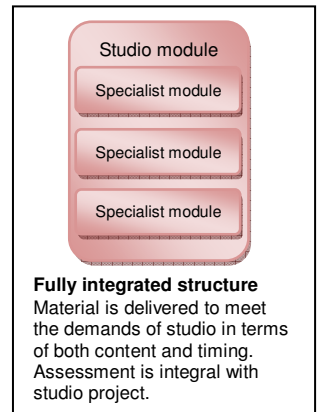 Studio module
Specialist module
Specialist module
Specialist module
Fully integrated structure
Material is delivered to meet
the demands of studio in terms
of both content and timing.
Assessment is integral with
studio project.